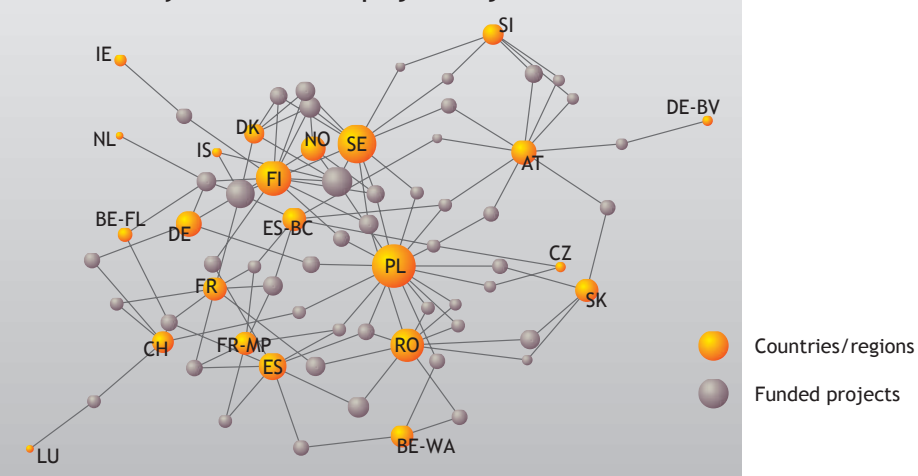 SI
IE
DE-BV
DK
NO
SE
NL
IS
AT
FI
BE-FL
ES-BC
DE
CZ
PL
FR
SK
CH
FR-MP
RO
Countries/regions
ES
Funded projects
BE-WA
LU